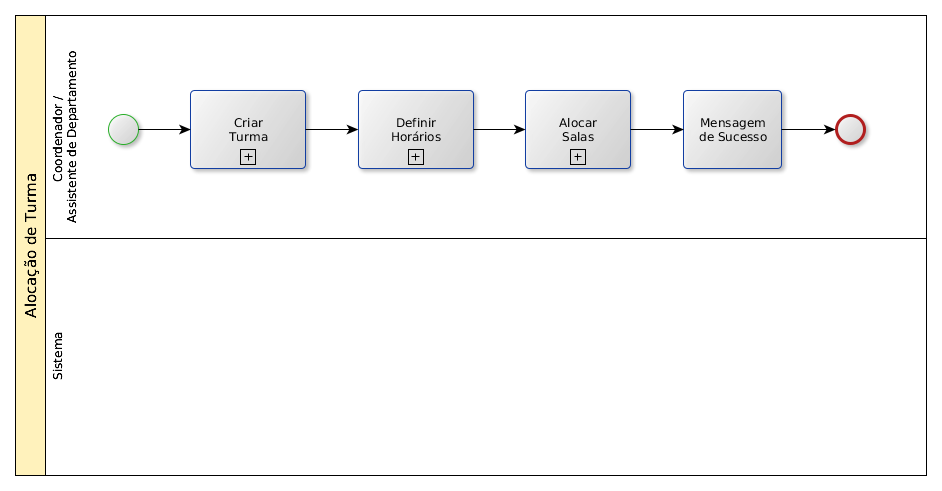 Alocação de Turma
Coordenador /
Assistente de Departamento
Criar
Turma
Definir
Horários
Alocar
Salas
Mensagem
de Sucesso
Sistema